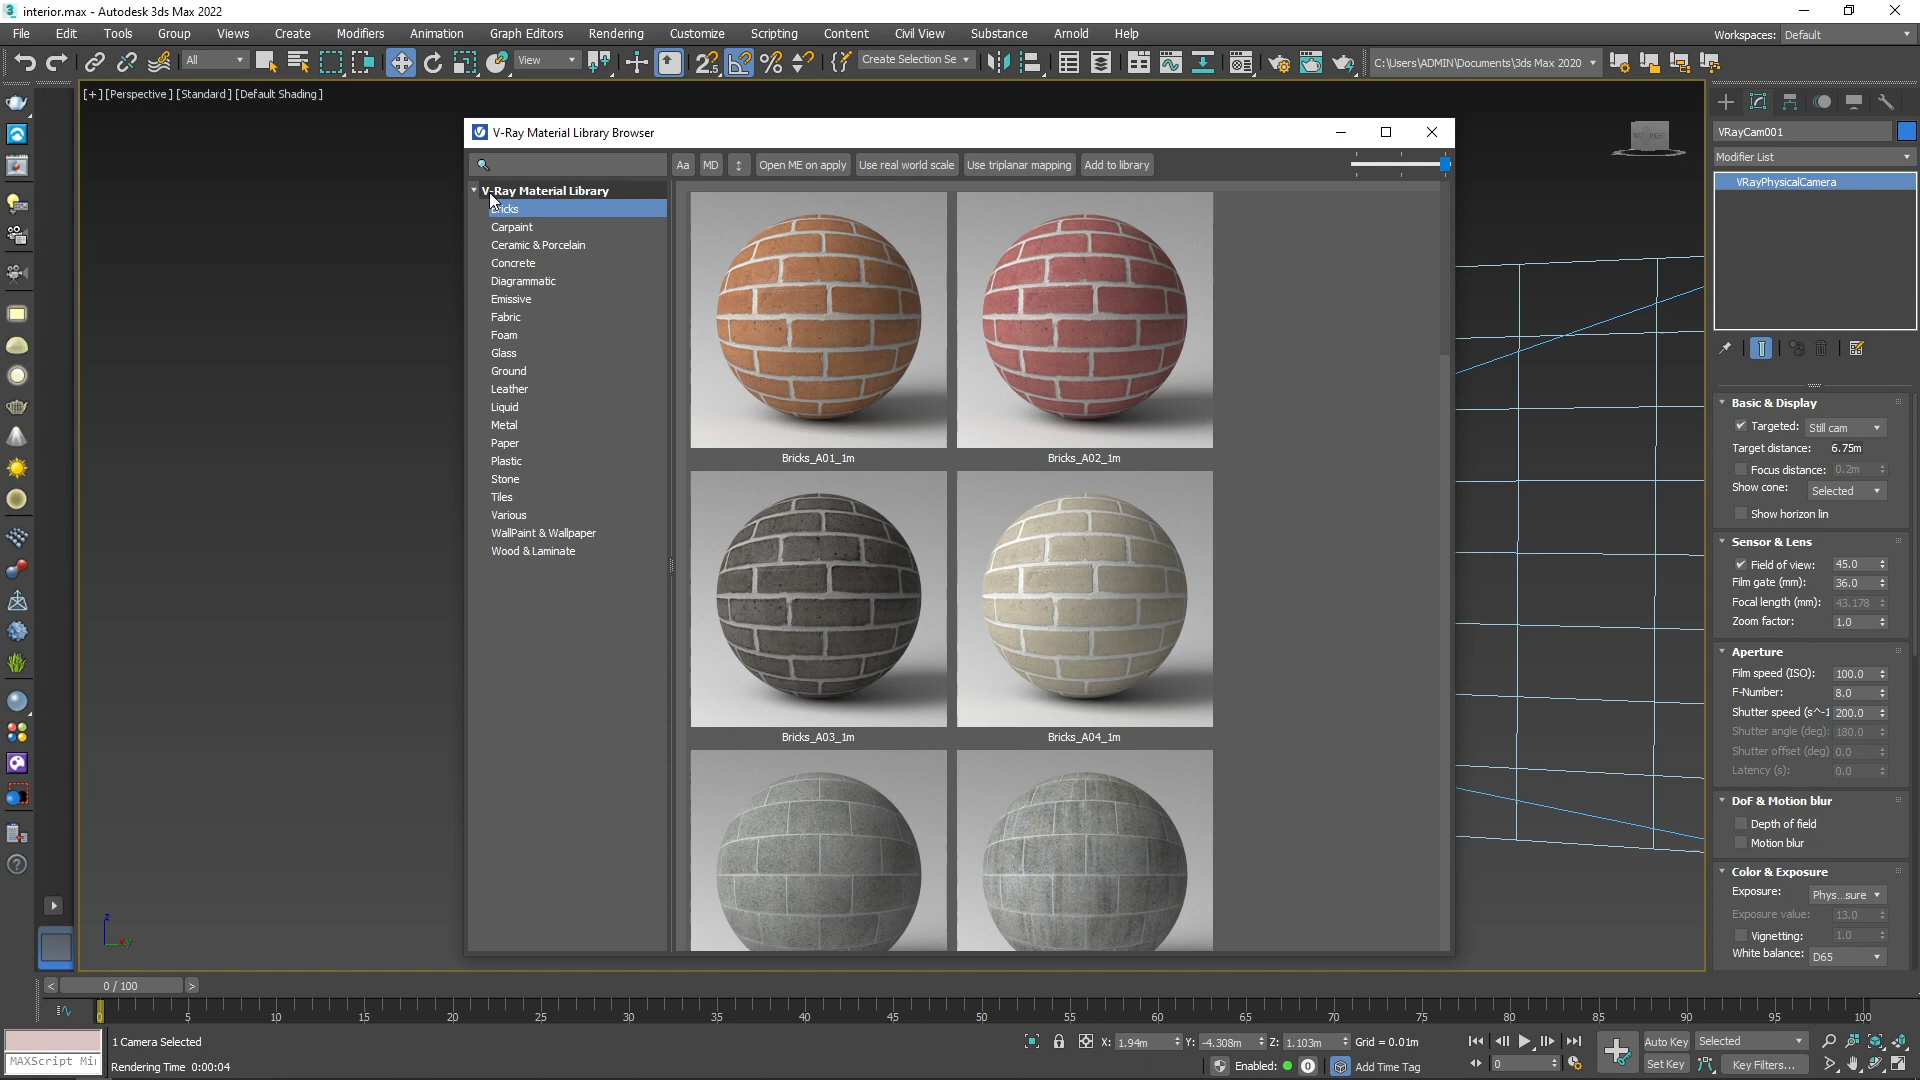 interior.max - Autodesk 3ds Max 2022
File Edit Tools Group Views Create Modifiers Animation Graph Editors Rendering Customize Scripting Content Civil View Substance Arnold Help
Workspaces: Default
All View Create Selection Se C:\Users\ADMIN\Documents\3ds Max 2020
[+] [Perspective] [Standard] [Default Shading]
V-Ray Material Library Browser
Aa MD Open ME on apply Use real world scale Use triplanar mapping Add to library
V-Ray Material Library
Bricks
Carpaint
Ceramic & Porcelain
Concrete
Diagrammatic
Emissive
Fabric
Foam
Glass
Ground
Leather
Liquid
Metal
Paper
Plastic
Stone
Tiles
Various
WallPaint & Wallpaper
Wood & Laminate
Bricks_A01_1m
Bricks_A02_1m
Bricks_A03_1m
Bricks_A04_1m
RIGHT
VRayCam001
Modifier List
VRayPhysicalCamera
Basic & Display
Targeted: Still cam
Target distance: 6.75m
Focus distance: 0.2m
Show cone: Selected
Show horizon lin
Sensor & Lens
Field of view: 45.0
Film gate (mm): 36.0
Focal length (mm): 43.178
Zoom factor: 1.0
Aperture
Film speed (ISO): 100.0
F-Number: 8.0
Shutter speed (s^-1 200.0
Shutter angle (deg): 180.0
Shutter offset (deg) 0.0
Latency (s): 0.0
DoF & Motion blur
Depth of field
Motion blur
Color & Exposure
Exposure: Phys...sure
Exposure value: 13.0
Vignetting: 1.0
White balance: D65
z
x y
< 0 / 100 >
0 5 10 15 20 25 30 35 40 45 50 55 60 65 70 75 80 85 90 95 100
1 Camera Selected
X: 1.94m Y: -4.308m Z: 1.103m Grid = 0.01m
Auto Key Selected
MAXScript Mi
Rendering Time 0:00:04
Enabled: 0 Add Time Tag
0
Set Key Key Filters...